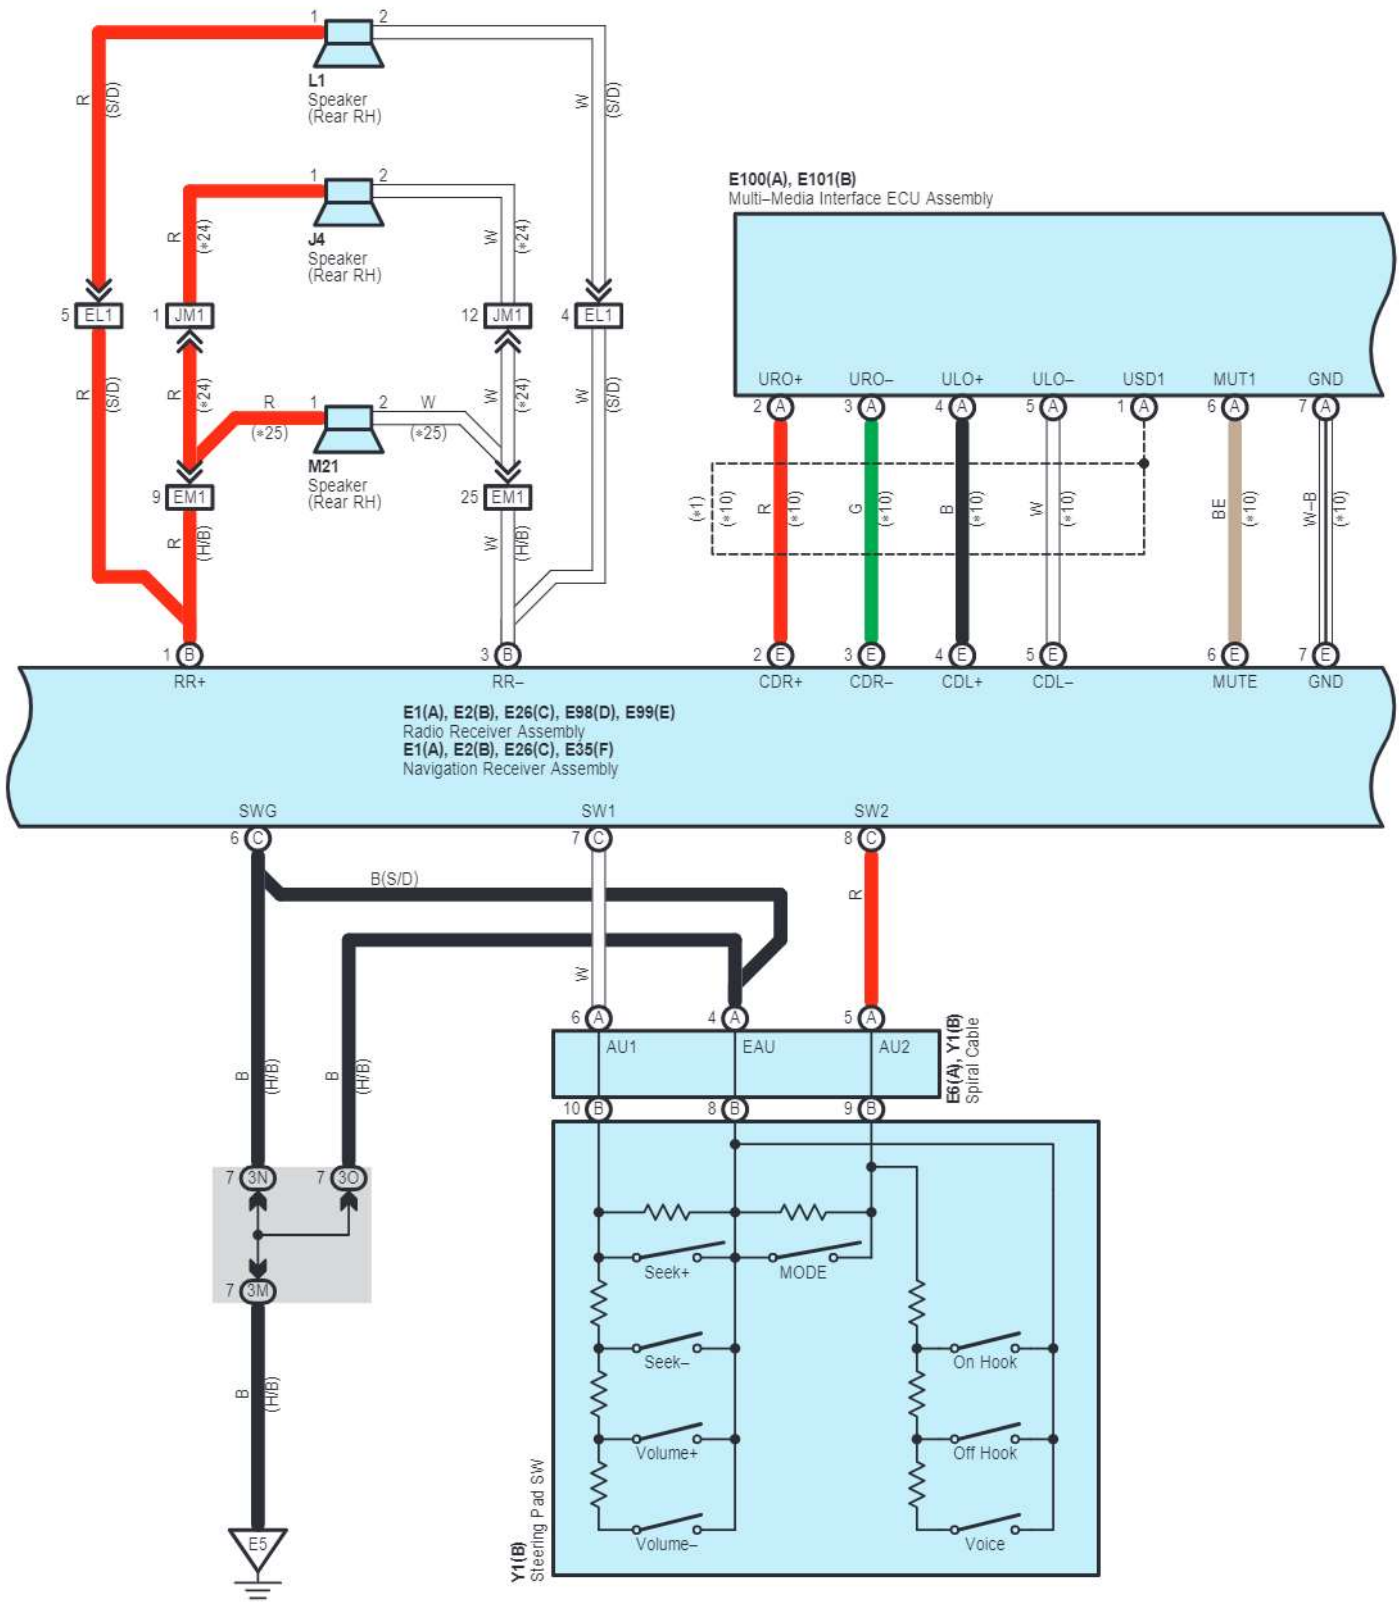 1 2
L1
Speaker
(Rear RH)
R (S/D)
W (S/D)
1 2
J4
Speaker
(Rear RH)
R (*24)
W (*24)
5 EL1
1 JM1
12 JM1
4 EL1
R (S/D)
R (*24)
W (*24)
W (S/D)
R (*25)
1 2
W (*25)
M21
Speaker
(Rear RH)
9 EM1
25 EM1
R (H/B)
W (H/B)
E100(A), E101(B)
Multi–Media Interface ECU Assembly
URO+ URO– ULO+ ULO– USD1 MUT1 GND
2 A 3 A 4 A 5 A 1 A 6 A 7 A
(*1) (*10) R (*10) G (*10) B (*10) W (*10) BE (*10) W–B (*10)
1 B 3 B 2 E 3 E 4 E 5 E 6 E 7 E
RR+ RR– CDR+ CDR– CDL+ CDL– MUTE GND
E1(A), E2(B), E26(C), E98(D), E99(E)
Radio Receiver Assembly
E1(A), E2(B), E26(C), E35(F)
Navigation Receiver Assembly
SWG SW1 SW2
6 C 7 C 8 C
B(S/D)
R
W
6 A 4 A 5 A
AU1 EAU AU2
E6(A), Y1(B)
Spiral Cable
10 B 8 B 9 B
B (H/B)
B (H/B)
7 3N 7 3O
7 3M
B (H/B)
E5
Seek+ MODE
Seek– On Hook
Volume+ Off Hook
Volume– Voice
Y1(B)
Steering Pad SW